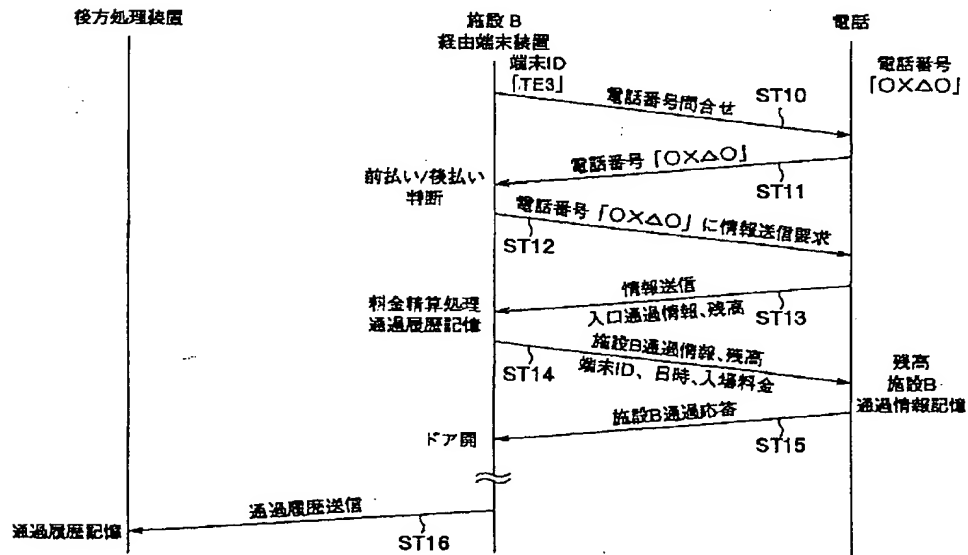 後方処理装置
施設B
経由端末装置
電話
端末ID
「TE3」
電話番号
「〇×△〇」
電話番号問合せ
ST10
電話番号「〇×△〇」
ST11
前払い/後払い
判断
電話番号「〇×△〇」に情報送信要求
ST12
情報送信
入口通過情報、残高
ST13
料金精算処理
通過履歴記憶
施設B通過情報、残高
端末ID、日時、入場料金
ST14
残高
施設B
通過情報記憶
施設B通過応答
ST15
ドア開
通過履歴送信
ST16
通過履歴記憶